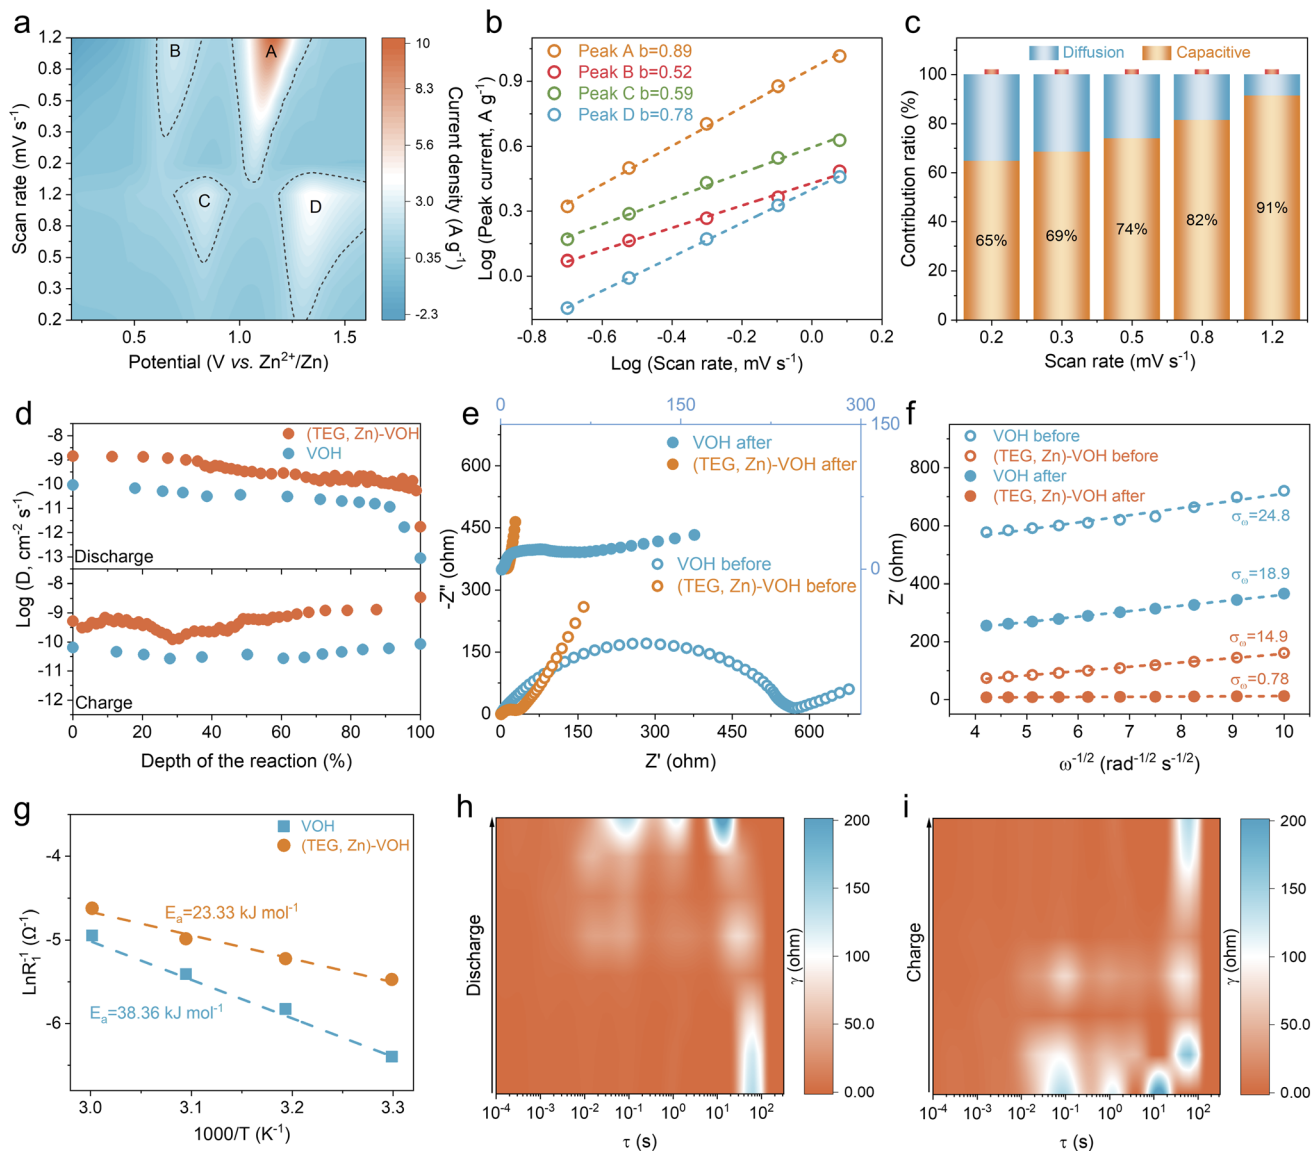 a
1.2
0.8
0.5
0.3
0.2
1.2
0.8
0.5
0.3
0.2
Scan rate (mV s⁻¹)
B
A
C
D
0.5
1.0
1.5
Potential (V vs. Zn²⁺/Zn)
10
8.3
5.6
3.0
0.35
-2.3
Current density (A g⁻¹)
b
Peak A b=0.89
Peak B b=0.52
Peak C b=0.59
Peak D b=0.78
0.9
0.6
0.3
0.0
Log (Peak current, A g⁻¹)
-0.8
-0.6
-0.4
-0.2
0.0
0.2
Log (Scan rate, mV s⁻¹)
c
Diffusion
Capacitive
100
80
60
40
20
0
Contribution ratio (%)
65%
69%
74%
82%
91%
0.2
0.3
0.5
0.8
1.2
Scan rate (mV s⁻¹)
d
(TEG, Zn)-VOH
VOH
-8
-9
-10
-11
-12
-13
Discharge
-8
-9
-10
-11
-12
Charge
Log (D, cm⁻² s⁻¹)
0
20
40
60
80
100
Depth of the reaction (%)
e
0
150
300
150
0
VOH after
(TEG, Zn)-VOH after
VOH before
(TEG, Zn)-VOH before
600
450
300
150
0
-Z'' (ohm)
0
150
300
450
600
Z' (ohm)
f
VOH before
(TEG, Zn)-VOH before
VOH after
(TEG, Zn)-VOH after
800
600
400
200
0
Z' (ohm)
σω=24.8
σω=18.9
σω=14.9
σω=0.78
4
5
6
7
8
9
10
ω⁻¹/² (rad⁻¹/² s⁻¹/²)
g
VOH
(TEG, Zn)-VOH
-4
-5
-6
LnR₁⁻¹ (Ω⁻¹)
Eₐ=23.33 kJ mol⁻¹
Eₐ=38.36 kJ mol⁻¹
3.0
3.1
3.2
3.3
1000/T (K⁻¹)
h
Discharge
10⁻⁴
10⁻³
10⁻²
10⁻¹
10⁰
10¹
10²
τ (s)
200
150
100
50.0
0.00
γ (ohm)
i
Charge
10⁻⁴
10⁻³
10⁻²
10⁻¹
10⁰
10¹
10²
τ (s)
200
150
100
50.0
0.00
γ (ohm)